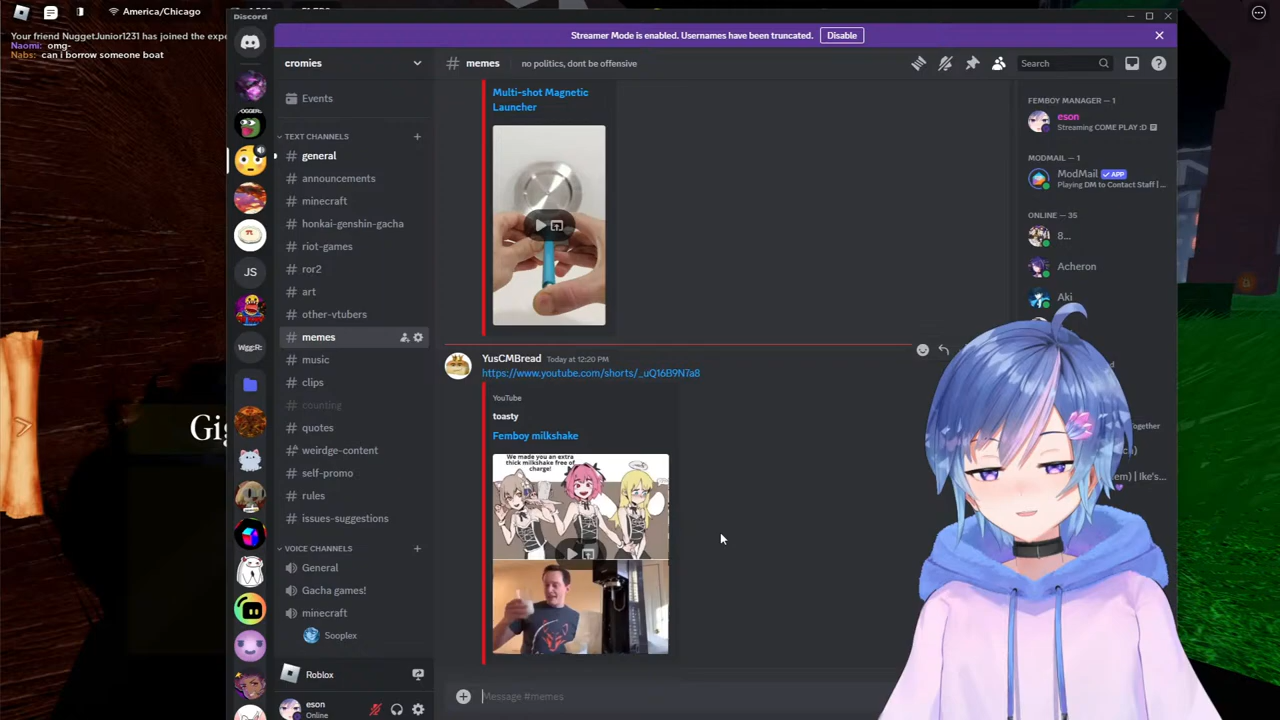 America/Chicago
Your friend NuggetJunior1231 has joined the expe
Naomi: omg-
Nabs: can i borrow someone boat
Discord
Streamer Mode is enabled. Usernames have been truncated.
Disable
cromies
# memes
no politics, dont be offensive
Search
Events
TEXT CHANNELS
# general
# announcements
# minecraft
# honkai-genshin-gacha
# riot-games
# ror2
# art
# other-vtubers
# memes
# music
# clips
# counting
# quotes
# weirdge-content
# self-promo
# rules
# issues-suggestions
VOICE CHANNELS
General
Gacha games!
minecraft
Sooplex
Roblox
eson
Online
JS
Wgg:R:
Gig
Multi-shot Magnetic
Launcher
YusCMBread Today at 12:20 PM
https://www.youtube.com/shorts/_uQ16B9N7a8
YouTube
toasty
Femboy milkshake
We made you an extra
thick milkshake free of
charge!
Message #memes
FEMBOY MANAGER — 1
eson
Streaming COME PLAY :D
MODMAIL — 1
ModMail APP
Playing DM to Contact Staff | ...
ONLINE — 35
8...
Acheron
Aki